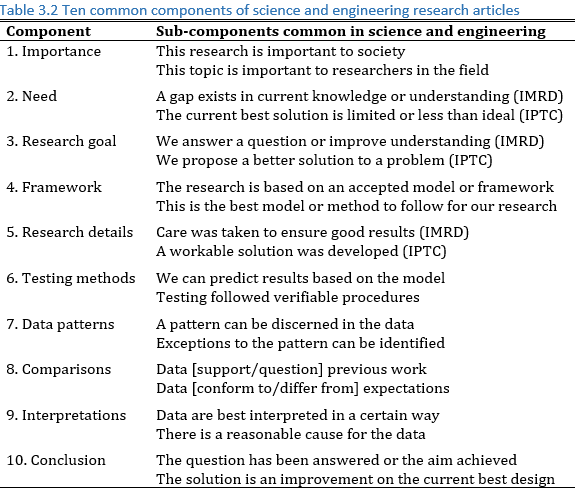 Table 3.2 Ten common components of science and engineering research articles
Component Sub-components common in science and engineering
1. Importance This research is important to society
This topic is important to researchers in the field
2. Need A gap exists in current knowledge or understanding (IMRD)
The current best solution is limited or less than ideal (IPTC)
3. Research goal We answer a question or improve understanding (IMRD)
We propose a better solution to a problem (IPTC)
4. Framework The research is based on an accepted model or framework
This is the best model or method to follow for our research
5. Research details Care was taken to ensure good results (IMRD)
A workable solution was developed (IPTC)
6. Testing methods We can predict results based on the model
Testing followed verifiable procedures
7. Data patterns A pattern can be discerned in the data
Exceptions to the pattern can be identified
8. Comparisons Data [support/question] previous work
Data [conform to/differ from] expectations
9. Interpretations Data are best interpreted in a certain way
There is a reasonable cause for the data
10. Conclusion The question has been answered or the aim achieved
The solution is an improvement on the current best design